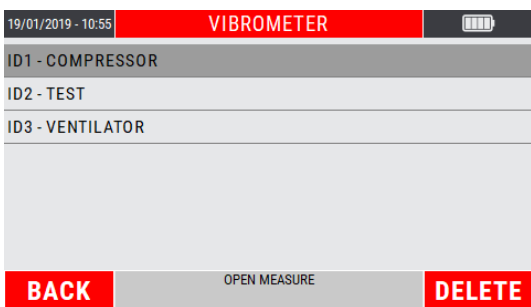 19/01/2019 - 10:55 VIBROMETER
ID1 - COMPRESSOR
ID2 - TEST
ID3 - VENTILATOR
BACK OPEN MEASURE DELETE